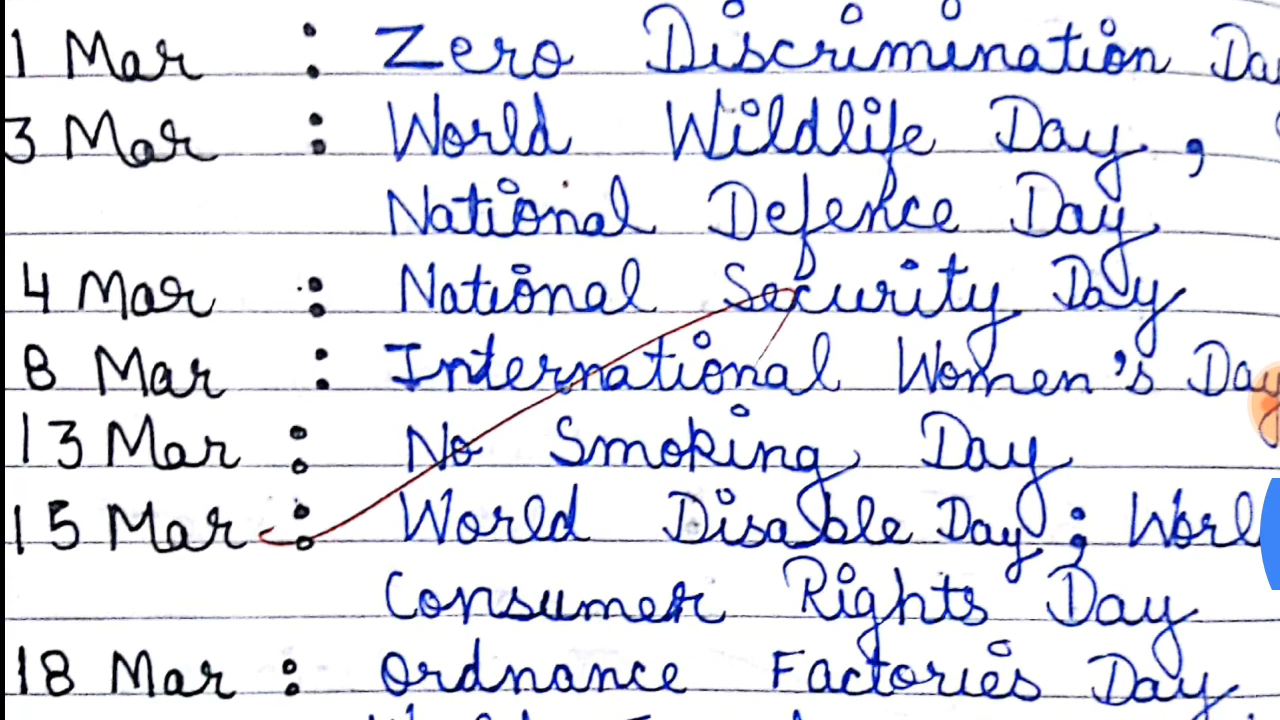 1 Mar : Zero Discrimination Da
3 Mar : World Wildlife Day,
National Defence Day
4 Mar : National Security Day
8 Mar : International Women's Day
13 Mar : No Smoking Day
15 Mar : World Disable Day ; Worl
Consumer Rights Day
18 Mar : Ordnance Factories Day